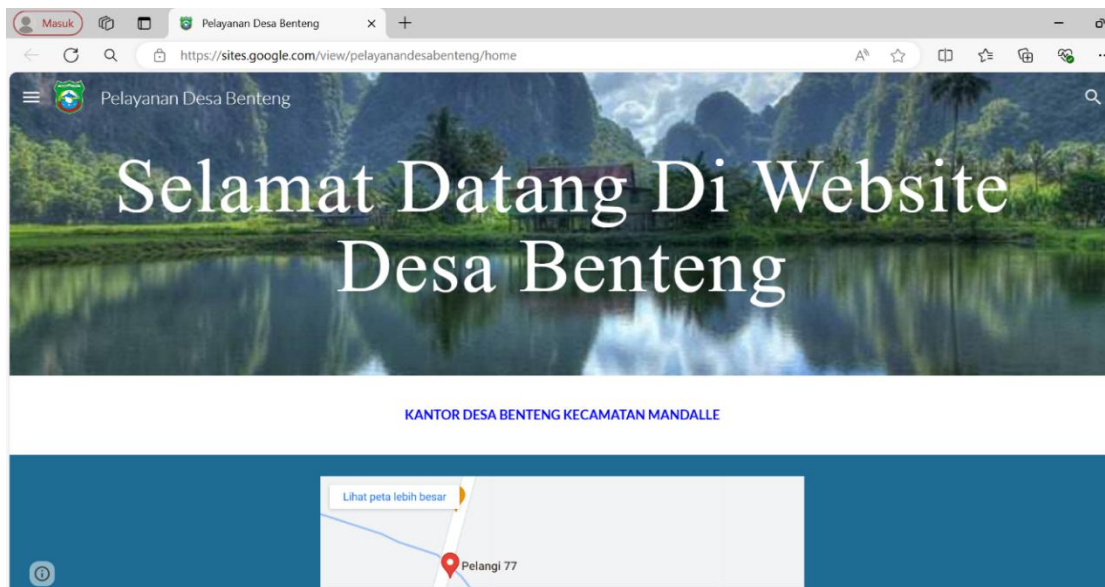 Masuk
Pelayanan Desa Benteng
https://sites.google.com/view/pelayanandesabenteng/home
Pelayanan Desa Benteng
Selamat Datang Di Website
Desa Benteng
KANTOR DESA BENTENG KECAMATAN MANDALLE
Lihat peta lebih besar
Pelangi 77